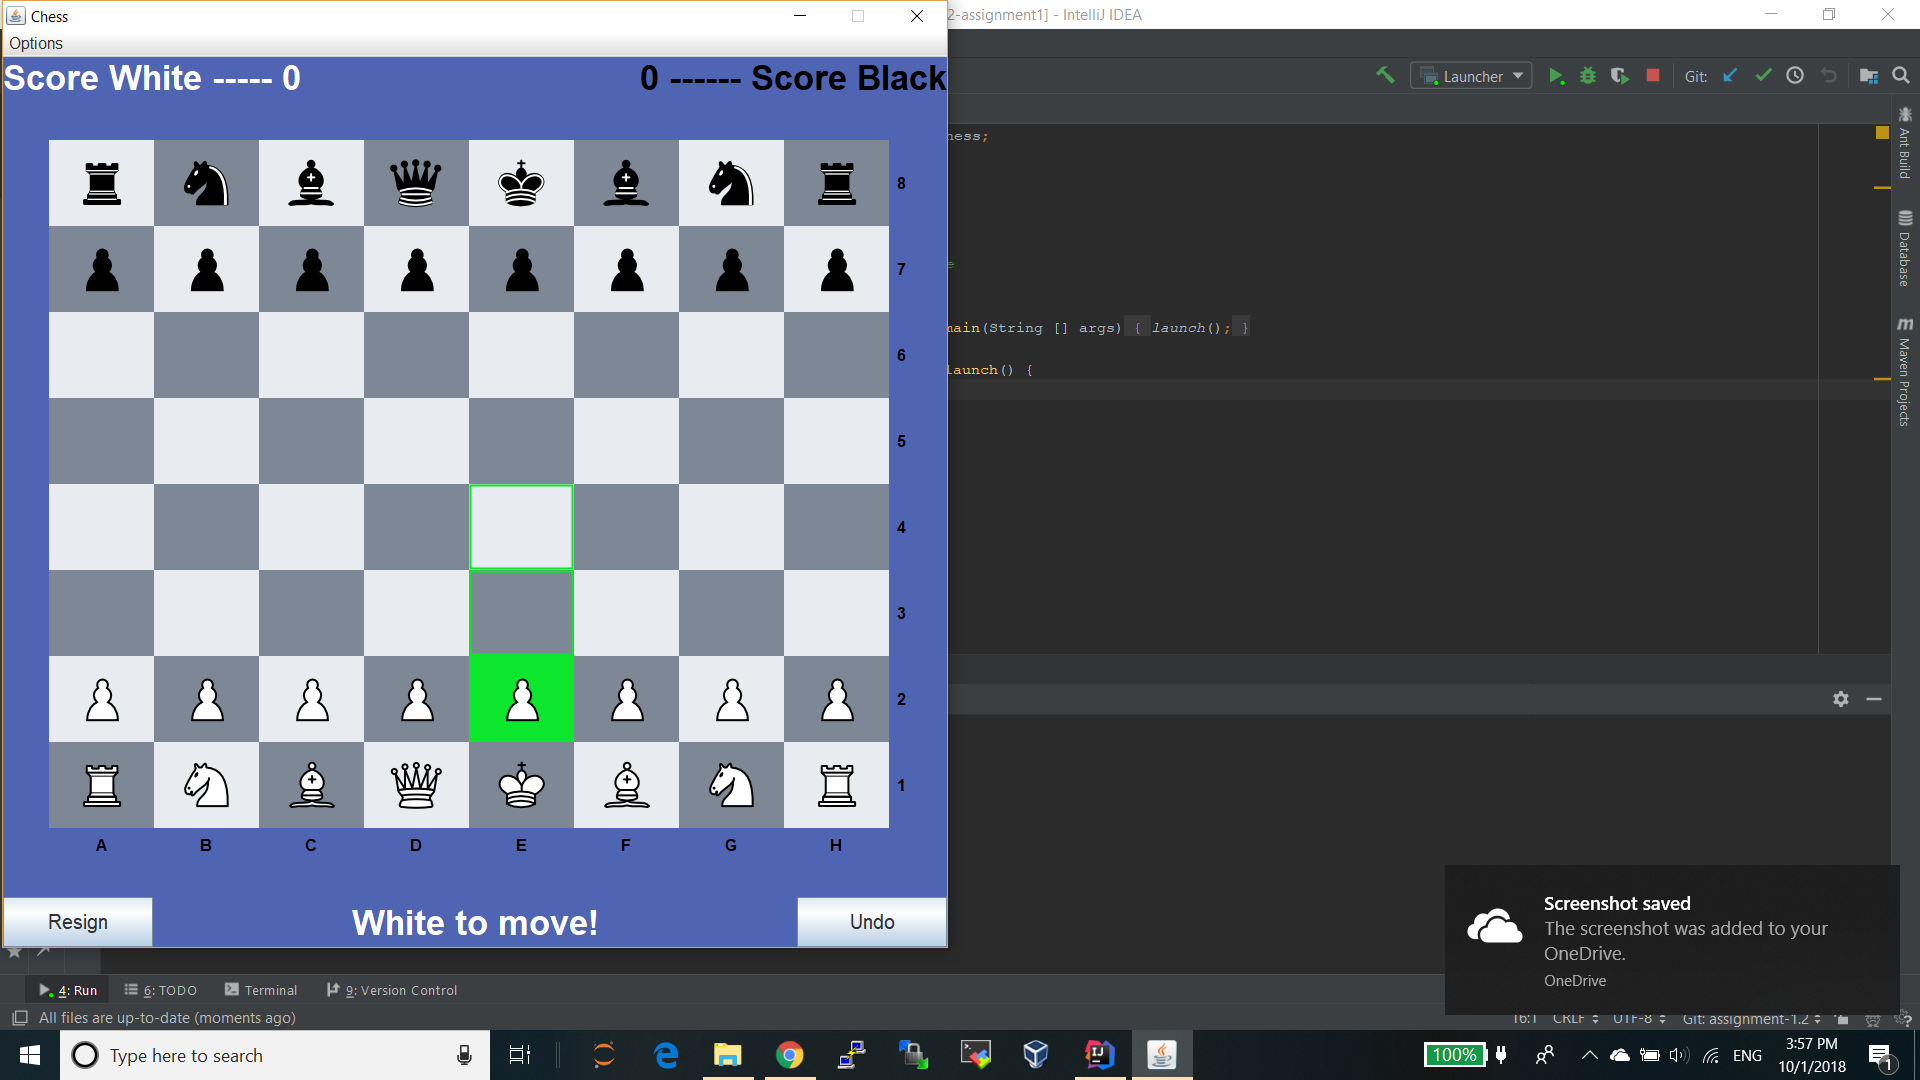 Chess
2-assignment1] - IntelliJ IDEA
Options
Score White ----- 0
0 ------ Score Black
Launcher
Git:
ness;
main(String [] args) { launch(); }
launch() {
Ant Build
Database
Maven Projects
8
7
6
5
4
3
2
1
A B C D E F G H
Resign
White to move!
Undo
Screenshot saved
The screenshot was added to your
OneDrive.
OneDrive
4: Run
6: TODO
Terminal
9: Version Control
All files are up-to-date (moments ago)
16:1 CRLF UTF-8 Git: assignment-1.2
Type here to search
100%
ENG
3:57 PM
10/1/2018
1